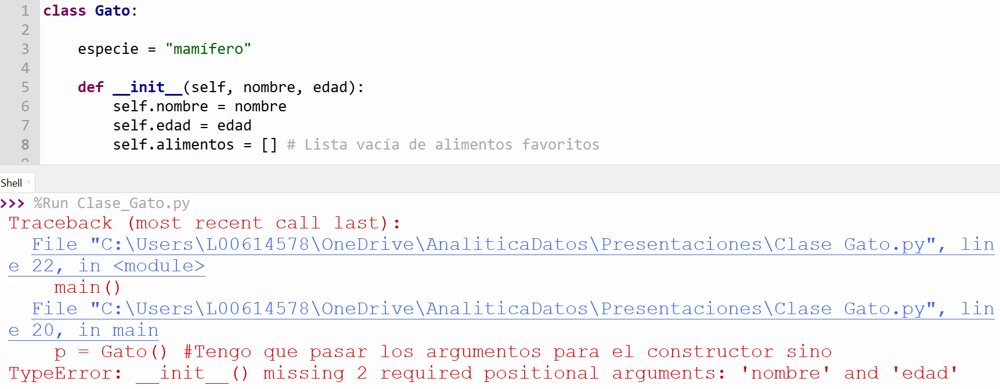 1 class Gato:
2
3 especie = "mamífero"
4
5 def __init__(self, nombre, edad):
6 self.nombre = nombre
7 self.edad = edad
8 self.alimentos = [] # Lista vacía de alimentos favoritos
Shell ×
>>> %Run Clase_Gato.py
Traceback (most recent call last):
File "C:\Users\L00614578\OneDrive\AnaliticaDatos\Presentaciones\Clase_Gato.py", lin
e 22, in <module>
main()
File "C:\Users\L00614578\OneDrive\AnaliticaDatos\Presentaciones\Clase_Gato.py", lin
e 20, in main
p = Gato() #Tengo que pasar los argumentos para el constructor sino
TypeError: __init__() missing 2 required positional arguments: 'nombre' and 'edad'